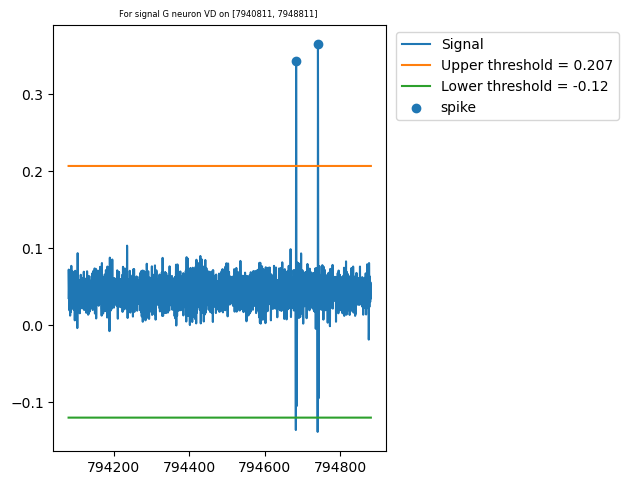 For signal G neuron VD on [7940811, 7948811]
Signal
Upper threshold = 0.207
Lower threshold = -0.12
spike
0.3
0.2
0.1
0.0
−0.1
794200 794400 794600 794800